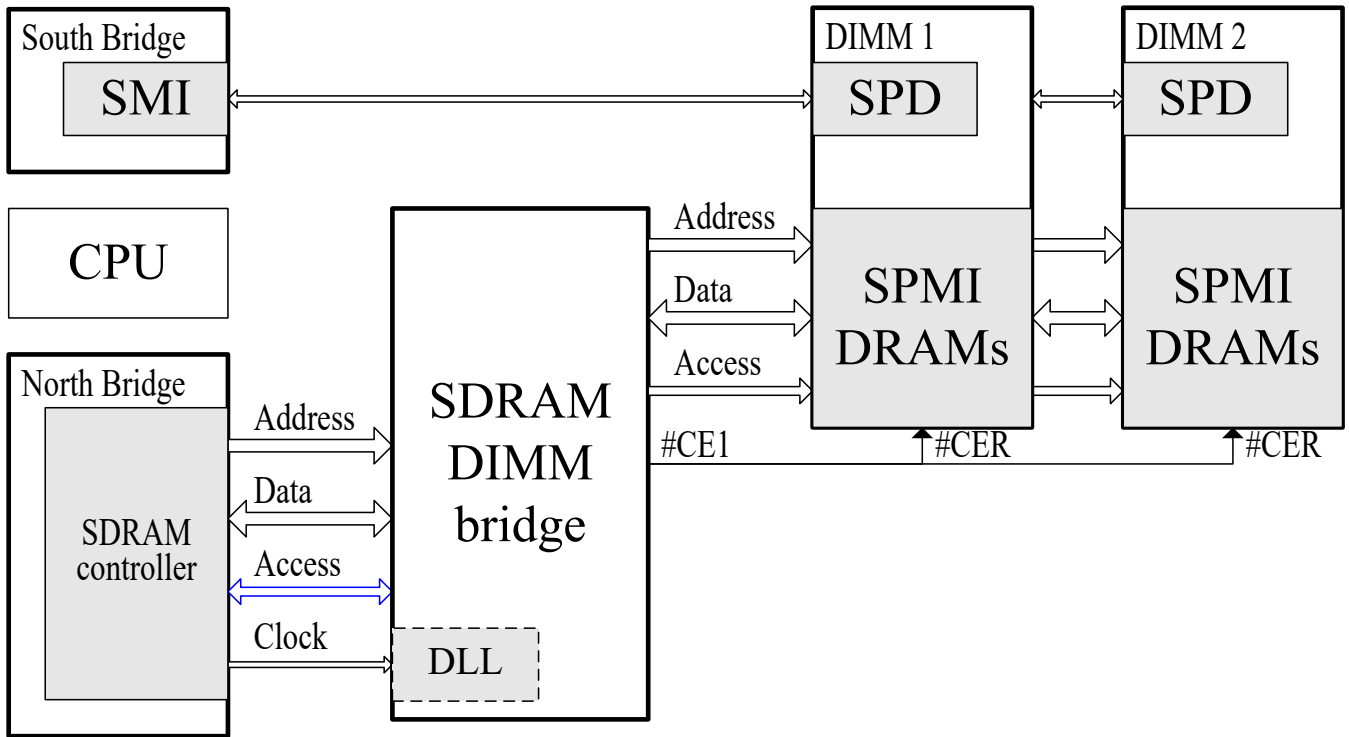 South Bridge
SMI
DIMM 1
SPD
DIMM 2
SPD
CPU
Address
Data
Access
SPMI
DRAMs
SPMI
DRAMs
#CE1
#CER
#CER
North Bridge
SDRAM
controller
Address
Data
Access
Clock
SDRAM
DIMM
bridge
DLL